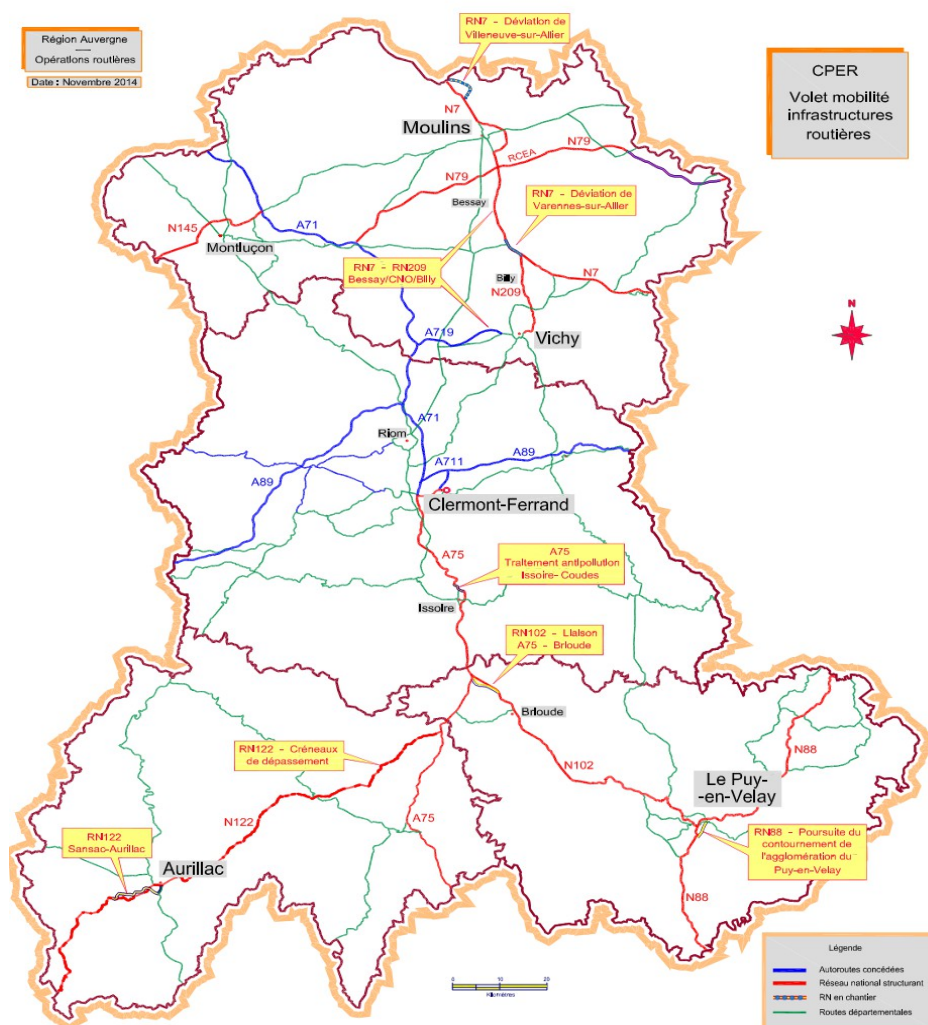 Région Auvergne
Opérations routières
Date : Novembre 2014
RN7 - Déviation de
Villeneuve-sur-Allier
CPER
Volet mobilité
infrastructures
routières
N7
Moulins
N79
RCEA
N79
Bessay
RN7 - Déviation de
Varennes-sur-Allier
N145
A71
Montluçon
RN7 - RN209
Bessay/CNO/Billy
Billy
N7
N209
N
A719
Vichy
A71
Riom
A711
A89
A89
Clermont-Ferrand
A75
A75
Traitement antipollution
Issoire- Coudes
Issoire
RN102 - Liaison
A75 - Brioude
Brioude
RN122 - Créneaux
de dépassement
N88
N102
Le Puy-
-en-Velay
N122
A75
RN122
Sansac-Aurillac
RN88 - Poursuite du
contournement de
l'agglomération du
Puy-en-Velay
Aurillac
N88
Légende
Autoroutes concédées
Réseau national structurant
RN en chantier
Routes départementales
0 10 20
Kilomètres